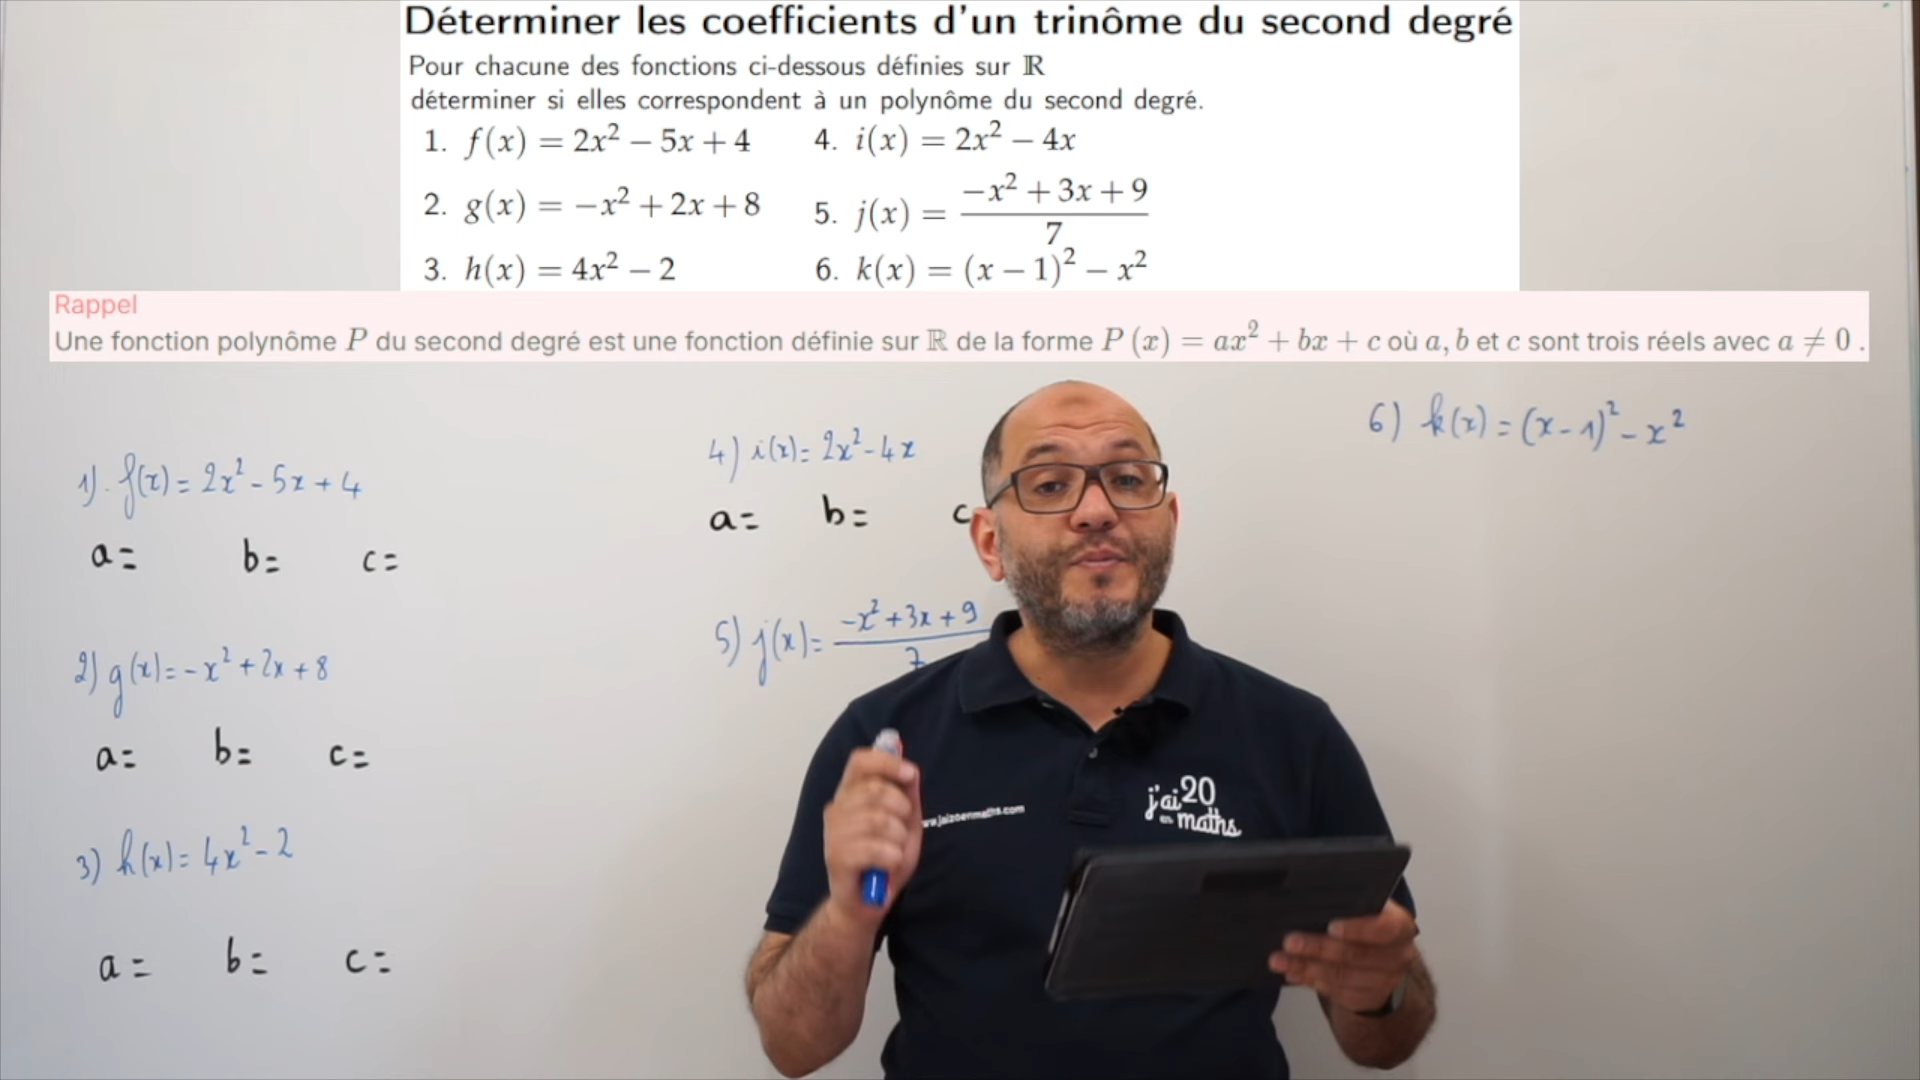 Déterminer les coefficients d'un trinôme du second degré
Pour chacune des fonctions ci-dessous définies sur ℝ
déterminer si elles correspondent à un polynôme du second degré.
1. f(x) = 2x² − 5x + 4
2. g(x) = −x² + 2x + 8
3. h(x) = 4x² − 2
4. i(x) = 2x² − 4x
5. j(x) = (−x² + 3x + 9)/7
6. k(x) = (x − 1)² − x²
Rappel
Une fonction polynôme P du second degré est une fonction définie sur ℝ de la forme P (x) = ax² + bx + c où a, b et c sont trois réels avec a ≠ 0 .
1). f(x) = 2x² - 5x + 4
a= b= c=
2) g(x) = -x² + 2x + 8
a= b= c=
3) h(x) = 4x² - 2
a= b= c=
4) i(x) = 2x² - 4x
a= b= c
5) j(x) = (-x² + 3x + 9)/7
6) k(x) = (x - 1)² - x²
www.jaizoenmaths.com
j'ai 20
en maths